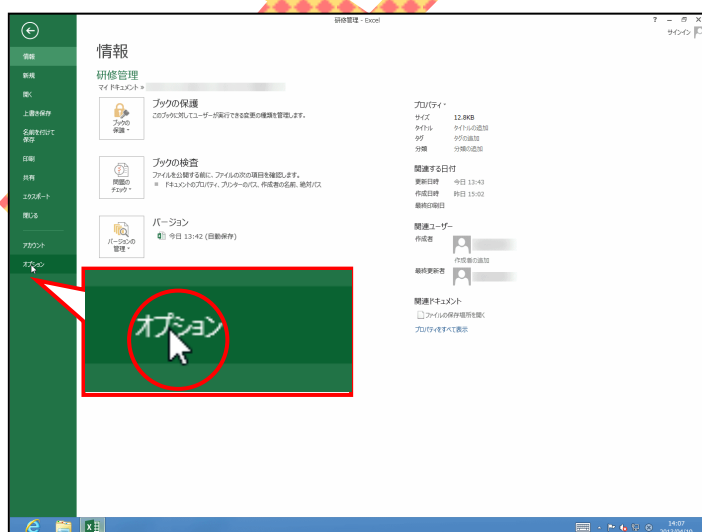 研修管理 - Excel
サインイン
情報
新規
開く
上書き保存
名前を付けて
保存
印刷
共有
エクスポート
閉じる
アカウント
オプション
情報
研修管理
マイ ドキュメント »
ブックの
保護
ブックの保護
このブックに対してユーザーが実行できる変更の種類を管理します。
問題の
チェック
ブックの検査
ファイルを公開する前に、ファイルの次の項目を確認します。
ドキュメントのプロパティ、プリンターのパス、作成者の名前、絶対パス
バージョンの
管理
バージョン
今日 13:42 (自動保存)
オプション
プロパティ
サイズ 12.8KB
タイトル タイトルの追加
タグ タグの追加
分類 分類の追加
関連する日付
更新日時 今日 13:43
作成日時 昨日 15:02
最終印刷日
関連ユーザー
作成者
作成者の追加
最終更新者
関連ドキュメント
ファイルの保存場所を開く
プロパティをすべて表示
14:07